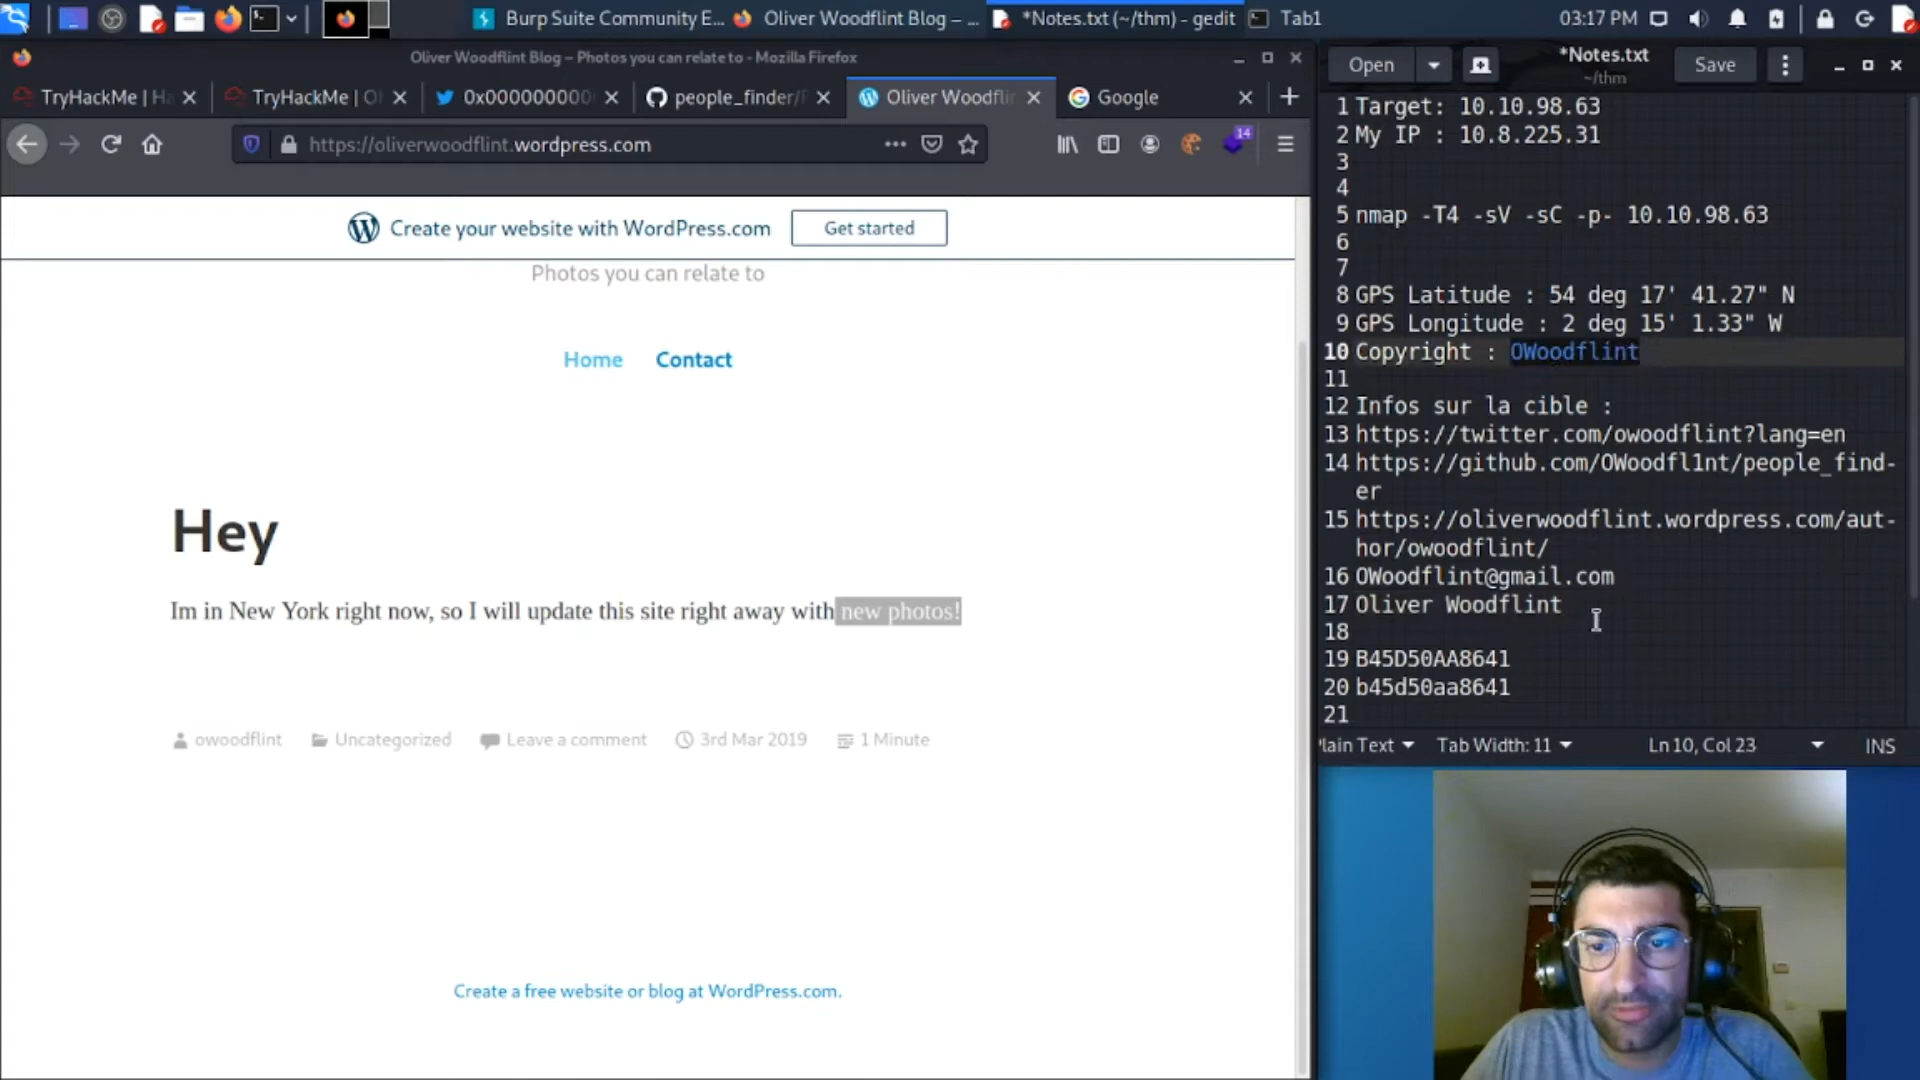 Burp Suite Community E...
Oliver Woodflint Blog – ...
*Notes.txt (~/thm) - gedit
Tab1
03:17 PM
Oliver Woodflint Blog – Photos you can relate to - Mozilla Firefox
TryHackMe | Ha
TryHackMe | O
0x000000000
people_finder/
Oliver Woodflin
Google
https://oliverwoodflint.wordpress.com
14
Create your website with WordPress.com
Get started
Photos you can relate to
Home Contact
Hey
Im in New York right now, so I will update this site right away with new photos!
owoodflint Uncategorized Leave a comment 3rd Mar 2019 1 Minute
Create a free website or blog at WordPress.com.
Open
*Notes.txt
~/thm
Save
1 Target: 10.10.98.63
2 My IP : 10.8.225.31
3
4
5 nmap -T4 -sV -sC -p- 10.10.98.63
6
7
8 GPS Latitude : 54 deg 17' 41.27" N
9 GPS Longitude : 2 deg 15' 1.33" W
10 Copyright : OWoodflint
11
12 Infos sur la cible :
13 https://twitter.com/owoodflint?lang=en
14 https://github.com/OWoodfl1nt/people_find-
er
15 https://oliverwoodflint.wordpress.com/aut-
hor/owoodflint/
16 OWoodflint@gmail.com
17 Oliver Woodflint
18
19 B45D50AA8641
20 b45d50aa8641
21
Plain Text Tab Width: 11 Ln 10, Col 23 INS